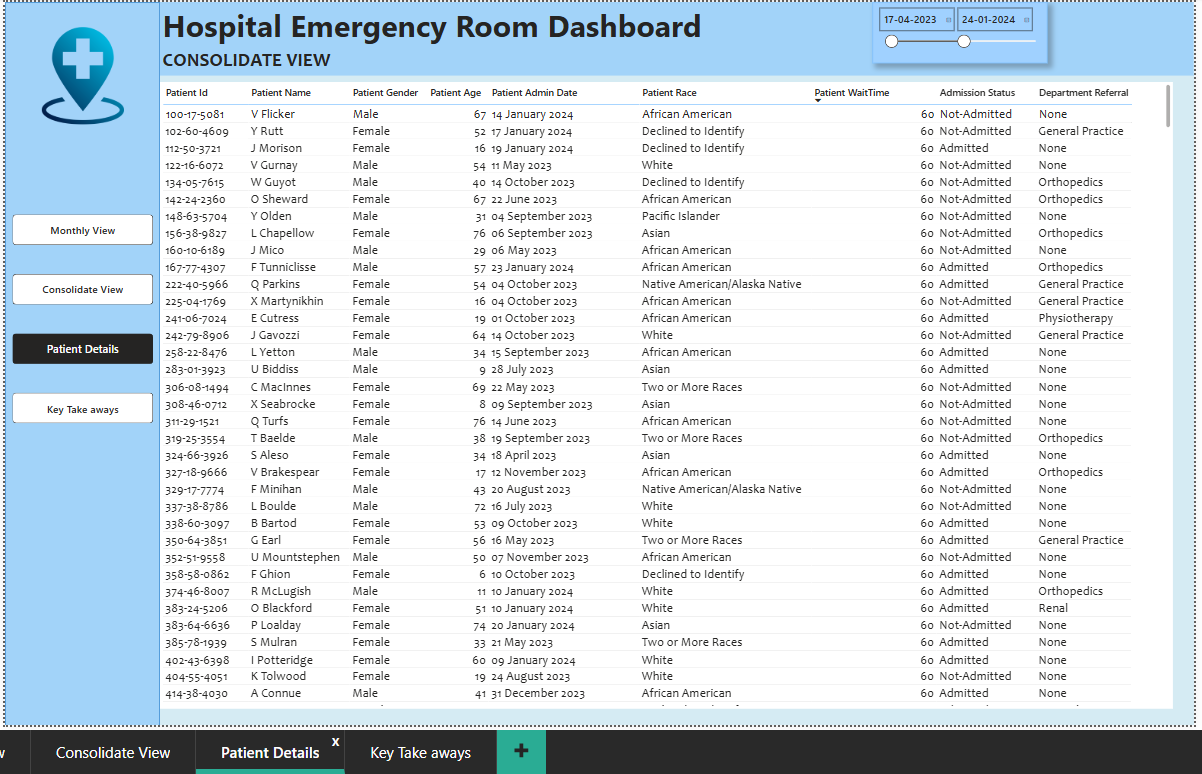 Hospital Emergency Room Dashboard
CONSOLIDATE VIEW
17-04-2023 24-01-2024
Monthly View
Consolidate View
Patient Details
Key Take aways
Patient Id Patient Name Patient Gender Patient Age Patient Admin Date Patient Race Patient WaitTime Admission Status Department Referral
100-17-5081 V Flicker Male 67 14 January 2024 African American 60 Not-Admitted None
102-60-4609 Y Rutt Female 52 17 January 2024 Declined to Identify 60 Not-Admitted General Practice
112-50-3721 J Morison Female 16 19 January 2024 Declined to Identify 60 Admitted None
122-16-6072 V Gurnay Male 54 11 May 2023 White 60 Not-Admitted None
134-05-7615 W Guyot Male 40 14 October 2023 Declined to Identify 60 Not-Admitted Orthopedics
142-24-2360 O Sheward Female 67 22 June 2023 African American 60 Not-Admitted Orthopedics
148-63-5704 Y Olden Male 31 04 September 2023 Pacific Islander 60 Not-Admitted None
156-38-9827 L Chapellow Female 76 06 September 2023 Asian 60 Not-Admitted Orthopedics
160-10-6189 J Mico Male 29 06 May 2023 African American 60 Not-Admitted None
167-77-4307 F Tunniclisse Male 57 23 January 2024 African American 60 Admitted Orthopedics
222-40-5966 Q Parkins Female 54 04 October 2023 Native American/Alaska Native 60 Admitted General Practice
225-04-1769 X Martynikhin Female 16 04 October 2023 African American 60 Not-Admitted General Practice
241-06-7024 E Cutress Female 19 01 October 2023 African American 60 Admitted Physiotherapy
242-79-8906 J Gavozzi Female 64 14 October 2023 White 60 Not-Admitted General Practice
258-22-8476 L Yetton Male 34 15 September 2023 African American 60 Admitted None
283-01-3923 U Biddiss Male 9 28 July 2023 Asian 60 Admitted None
306-08-1494 C MacInnes Female 69 22 May 2023 Two or More Races 60 Not-Admitted None
308-46-0712 X Seabrocke Female 8 09 September 2023 Asian 60 Not-Admitted None
311-29-1521 Q Turfs Female 76 14 June 2023 African American 60 Admitted None
319-25-3554 T Baelde Male 38 19 September 2023 Two or More Races 60 Not-Admitted Orthopedics
324-66-3926 S Aleso Female 34 18 April 2023 Asian 60 Admitted None
327-18-9666 V Brakespear Female 17 12 November 2023 African American 60 Admitted Orthopedics
329-17-7774 F Minihan Male 43 20 August 2023 Native American/Alaska Native 60 Not-Admitted None
337-38-8786 L Boulde Male 72 16 July 2023 White 60 Not-Admitted None
338-60-3097 B Bartod Female 53 09 October 2023 White 60 Admitted None
350-64-3851 G Earl Female 56 16 May 2023 Two or More Races 60 Admitted General Practice
352-51-9558 U Mountstephen Male 50 07 November 2023 African American 60 Not-Admitted None
358-58-0862 F Ghion Female 6 10 October 2023 Declined to Identify 60 Admitted None
374-46-8007 R McLugish Male 11 10 January 2024 White 60 Admitted Orthopedics
383-24-5206 O Blackford Female 51 10 January 2024 White 60 Admitted Renal
383-64-6636 P Loalday Female 74 20 January 2024 Asian 60 Not-Admitted None
385-78-1939 S Mulran Female 33 21 May 2023 Two or More Races 60 Admitted None
402-43-6398 I Potteridge Female 60 09 January 2024 White 60 Admitted None
404-55-4051 K Tolwood Female 19 24 August 2023 White 60 Not-Admitted None
414-38-4030 A Connue Male 41 31 December 2023 African American 60 Admitted None
Consolidate View Patient Details x Key Take aways +